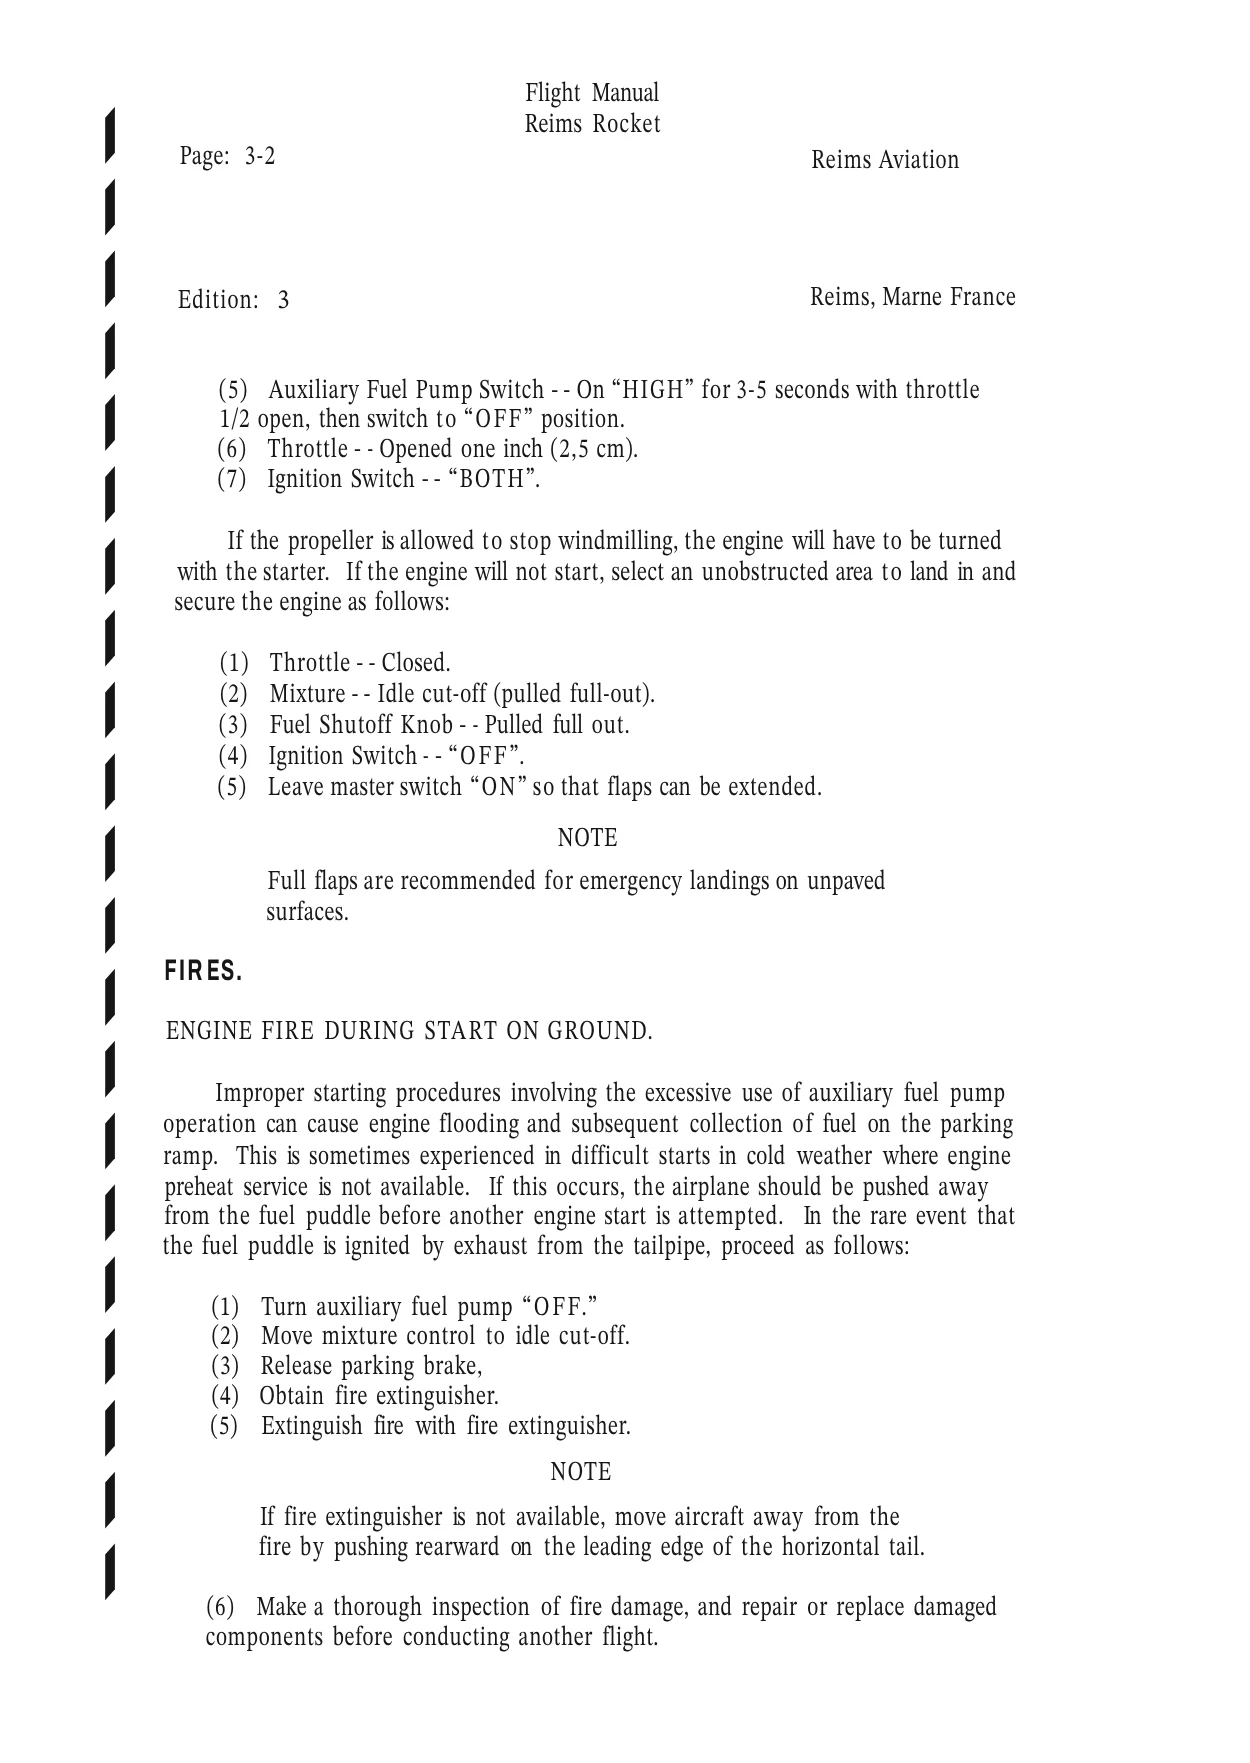 Flight Manual
Reims Rocket
Page: 3-2
Reims Aviation
Edition: 3
Reims, Marne France
(5) Auxiliary Fuel Pump Switch - - On “HIGH” for 3-5 seconds with throttle
1/2 open, then switch to “OFF” position.
(6) Throttle - - Opened one inch (2,5 cm).
(7) Ignition Switch - - “BOTH”.
If the propeller is allowed to stop windmilling, the engine will have to be turned
with the starter. If the engine will not start, select an unobstructed area to land in and
secure the engine as follows:
(1) Throttle - - Closed.
(2) Mixture - - Idle cut-off (pulled full-out).
(3) Fuel Shutoff Knob - - Pulled full out.
(4) Ignition Switch - - “OFF”.
(5) Leave master switch “ON” so that flaps can be extended.
NOTE
Full flaps are recommended for emergency landings on unpaved
surfaces.
FIRES.
ENGINE FIRE DURING START ON GROUND.
Improper starting procedures involving the excessive use of auxiliary fuel pump
operation can cause engine flooding and subsequent collection of fuel on the parking
ramp. This is sometimes experienced in difficult starts in cold weather where engine
preheat service is not available. If this occurs, the airplane should be pushed away
from the fuel puddle before another engine start is attempted. In the rare event that
the fuel puddle is ignited by exhaust from the tailpipe, proceed as follows:
(1) Turn auxiliary fuel pump “OFF.”
(2) Move mixture control to idle cut-off.
(3) Release parking brake,
(4) Obtain fire extinguisher.
(5) Extinguish fire with fire extinguisher.
NOTE
If fire extinguisher is not available, move aircraft away from the
fire by pushing rearward on the leading edge of the horizontal tail.
(6) Make a thorough inspection of fire damage, and repair or replace damaged
components before conducting another flight.